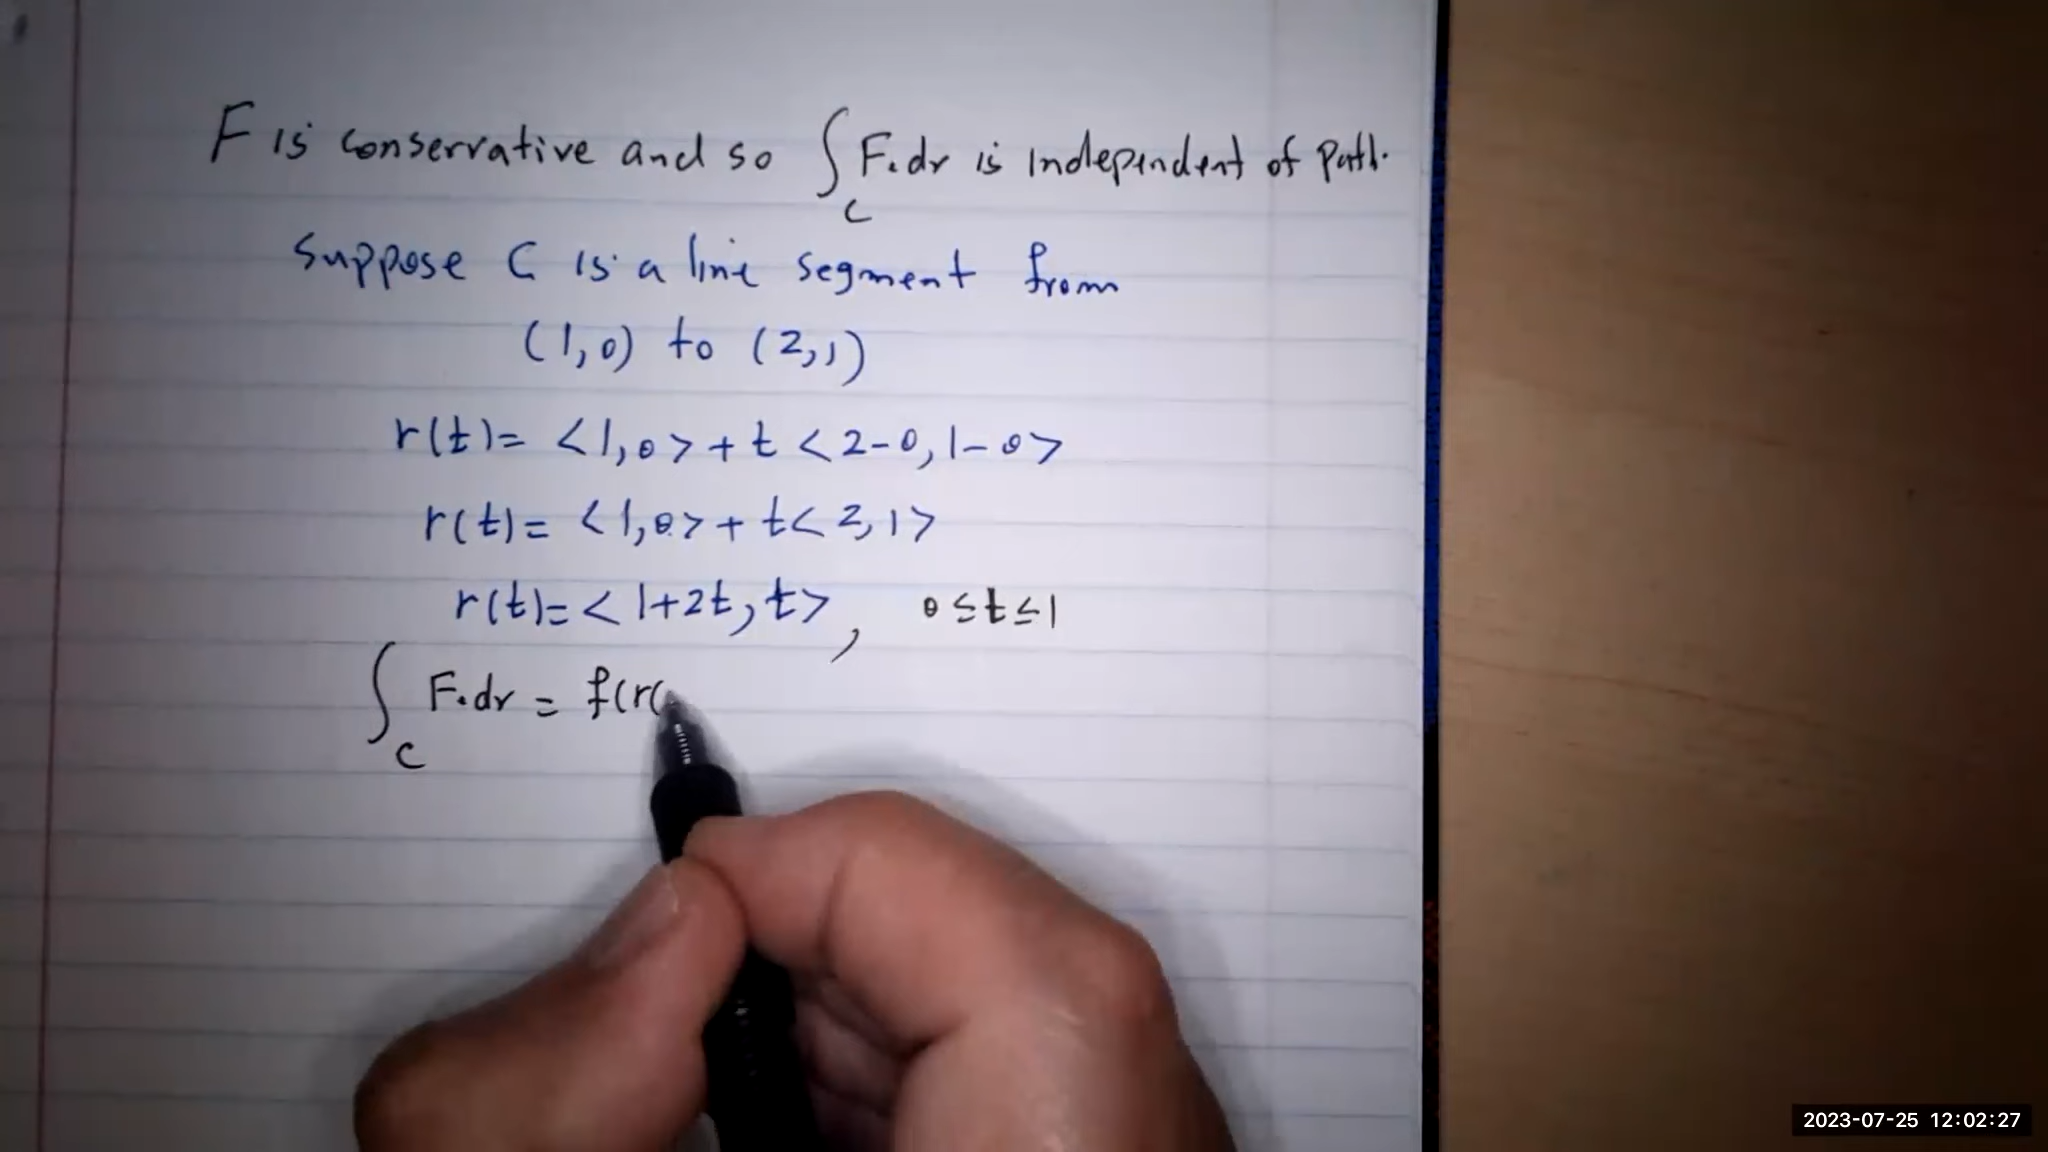 F is conservative and so ∫_C F·dr is independent of path.
Suppose C is a line segment from
(1,0) to (2,1)
r(t)= <1,0> + t <2-0, 1-0>
r(t)= <1,0> + t<2,1>
r(t)= <1+2t, t>, 0≤t≤1
∫_C F·dr = f(r(
2023-07-25 12:02:27